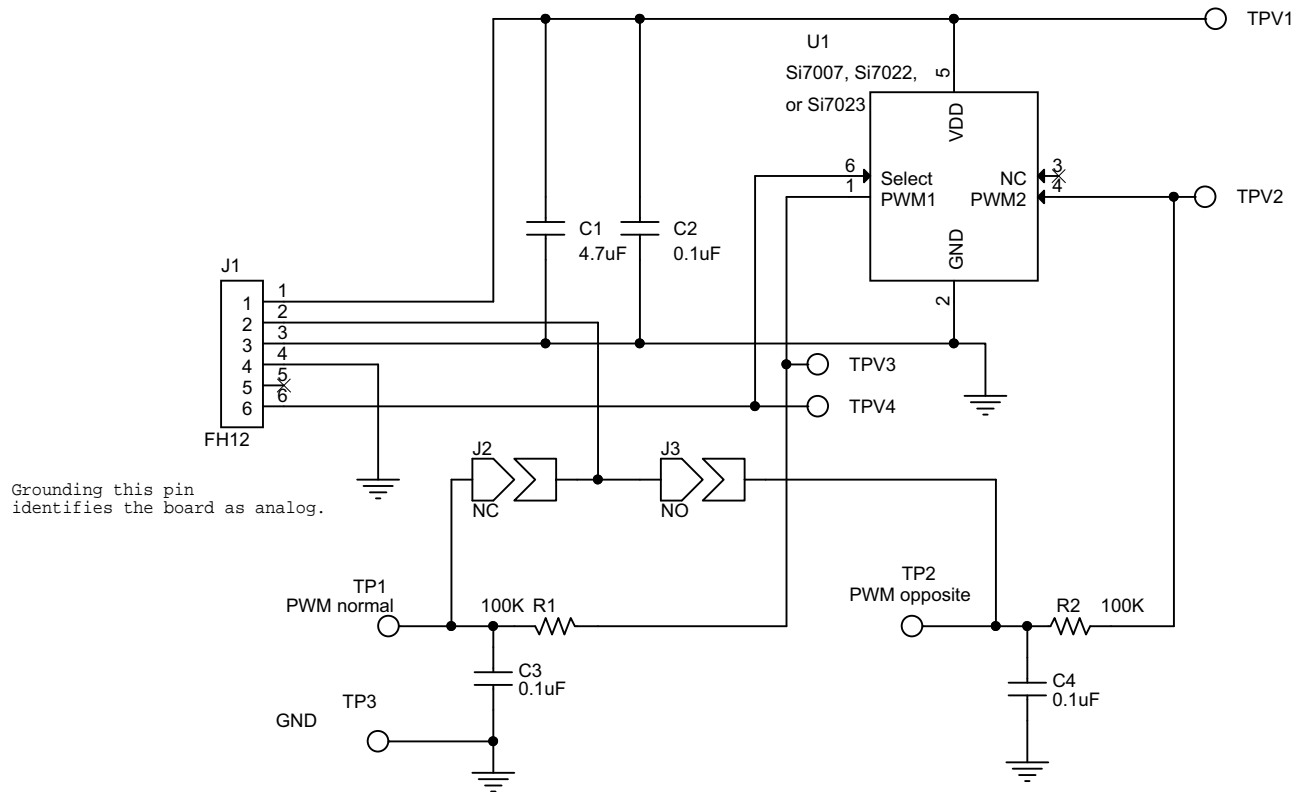 TPV1
U1
Si7007, Si7022,
or Si7023
5
VDD
6
Select
NC
3
1
PWM1
PWM2
4
TPV2
GND
2
C1
4.7uF
C2
0.1uF
J1
1
1
2
2
3
3
4
4
5
5
6
6
FH12
TPV3
TPV4
Grounding this pin
identifies the board as analog.
J2
NC
J3
NO
TP1
PWM normal
100K R1
TP2
PWM opposite
R2 100K
C3
0.1uF
C4
0.1uF
TP3
GND